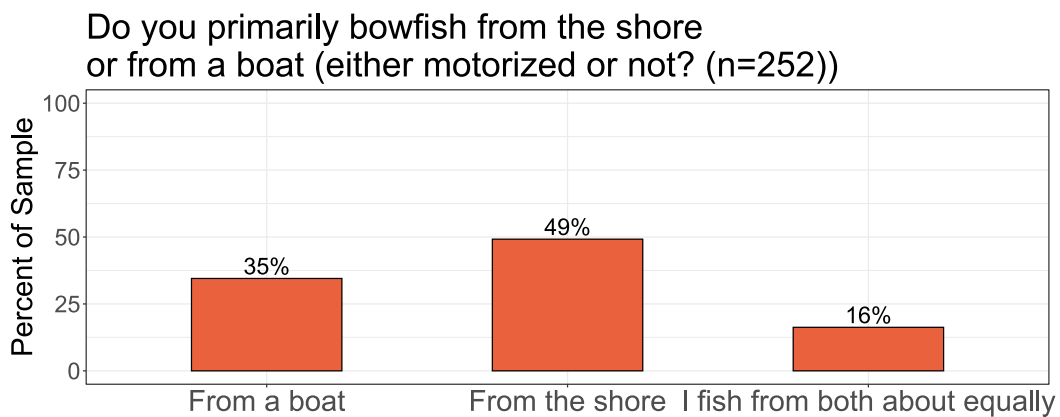 Do you primarily bowfish from the shore
or from a boat (either motorized or not? (n=252))
Percent of Sample
100
75
50
25
0
35%
49%
16%
From a boat
From the shore
I fish from both about equally